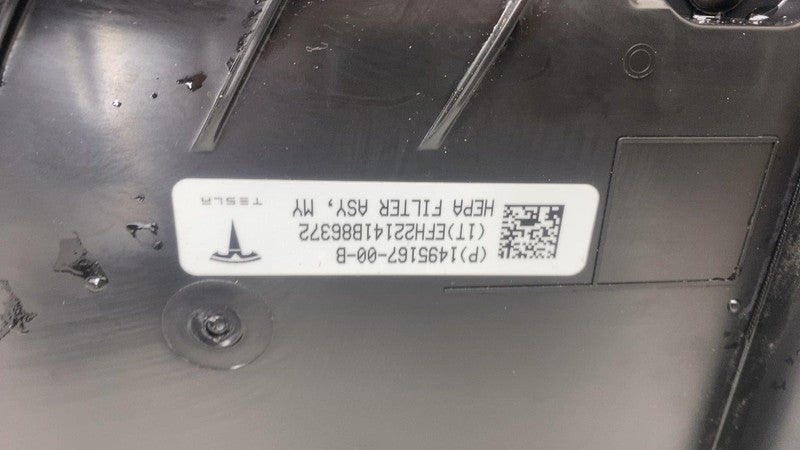 (P)1495167-00-B
(1T)EFH22141B86372
HEPA FILTER ASY, MY
TESLA